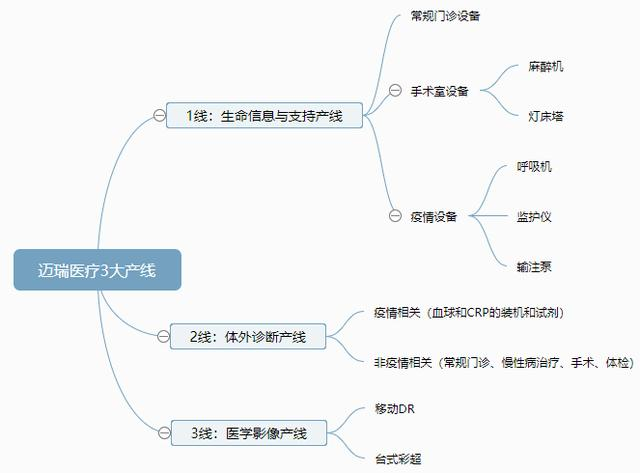 迈瑞医疗3大产线
1线：生命信息与支持产线
常规门诊设备
手术室设备
麻醉机
灯床塔
疫情设备
呼吸机
监护仪
输注泵
2线：体外诊断产线
疫情相关（血球和CRP的装机和试剂）
非疫情相关（常规门诊、慢性病治疗、手术、体检)
3线：医学影像产线
移动DR
台式彩超